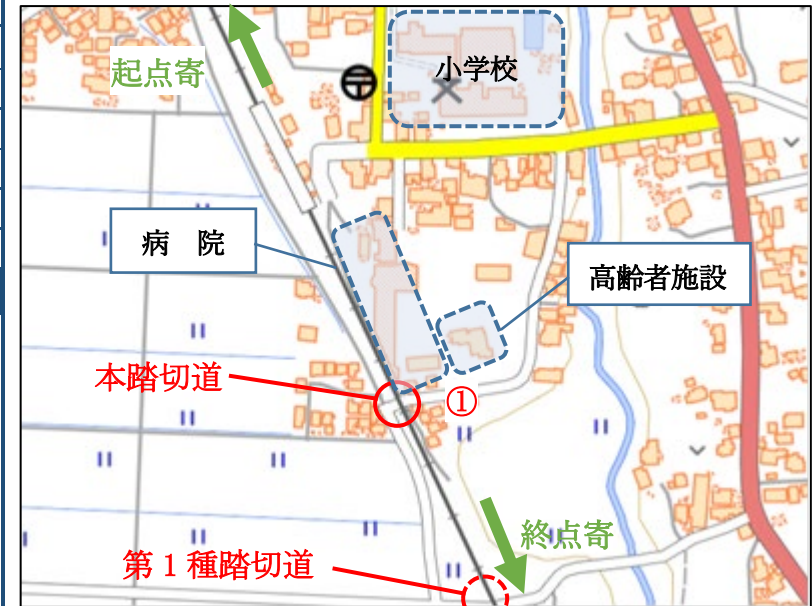 起点寄
小学校
病 院
高齢者施設
本踏切道
①
終点寄
第1種踏切道